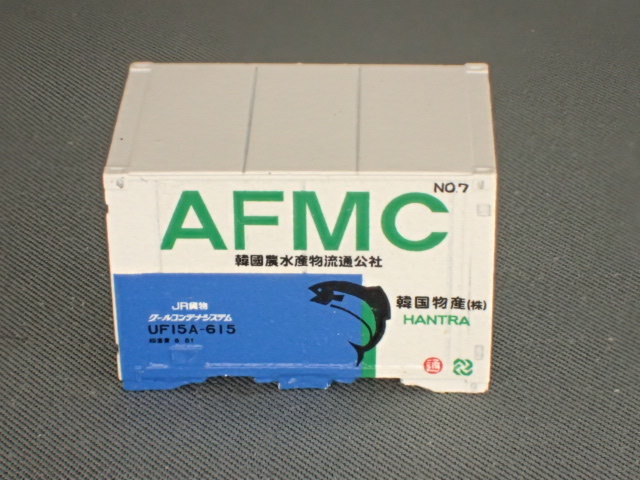 NO.7
AFMC
韓國農水産物流通公社
JR貨物
クールコンテナシステム
UF15A-615
韓国物産(株)
HANTRA